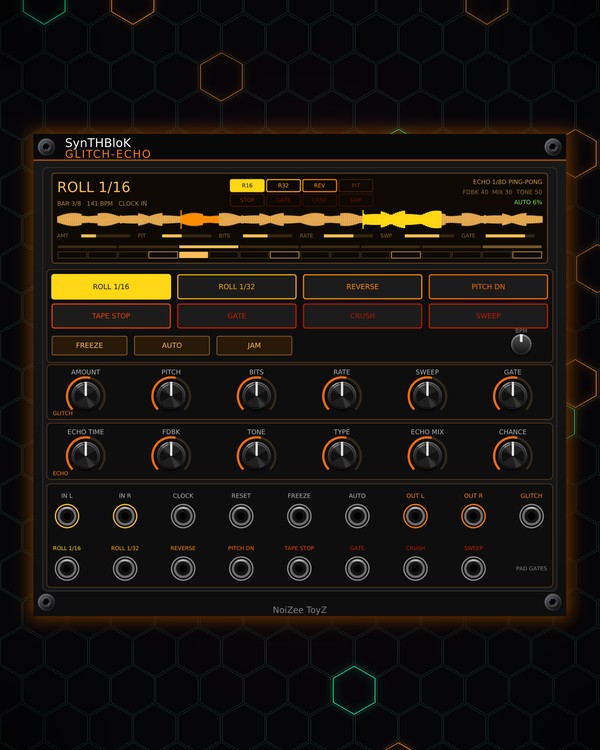 SynTHBloK
GLITCH-ECHO
ROLL 1/16
R16 R32 REV PIT
ECHO 1/8D PING-PONG
FDBK 40 MIX 30 TONE 50
STOP GATE CRSH SWP
BAR 3/8 141 BPM CLOCK IN
AUTO 6%
AMT PIT BITS RATE SWP GATE
ROLL 1/16 ROLL 1/32 REVERSE PITCH DN
TAPE STOP GATE CRUSH SWEEP
BPM
FREEZE AUTO JAM
AMOUNT PITCH BITS RATE SWEEP GATE
GLITCH
ECHO TIME FDBK TONE TYPE ECHO MIX CHANCE
ECHO
IN L IN R CLOCK RESET FREEZE AUTO OUT L OUT R GLITCH
ROLL 1/16 ROLL 1/32 REVERSE PITCH DN TAPE STOP GATE CRUSH SWEEP
PAD GATES
NoiZee ToyZ